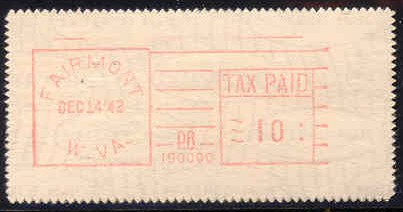 FAIRMONT
DEC 14 '42
W. VA.
PB
190000
TAX PAID
10